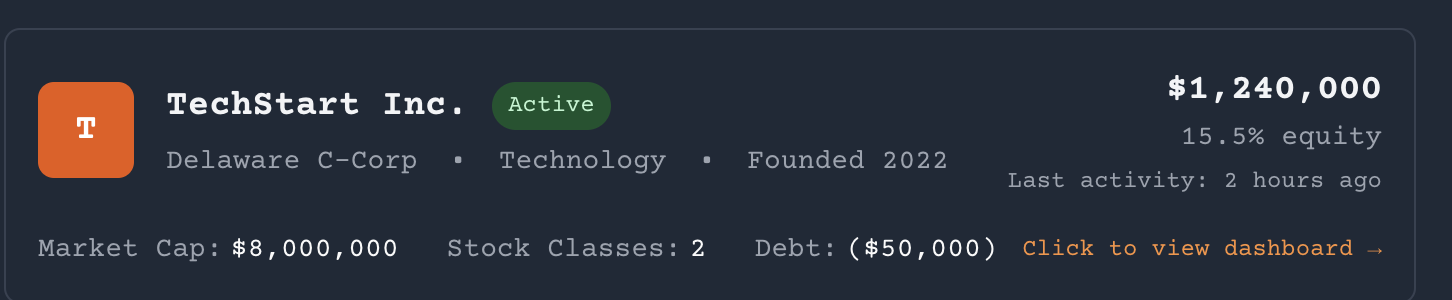 T
TechStart Inc. Active
$1,240,000
Delaware C-Corp • Technology • Founded 2022
15.5% equity
Last activity: 2 hours ago
Market Cap: $8,000,000 Stock Classes: 2 Debt: ($50,000) Click to view dashboard →